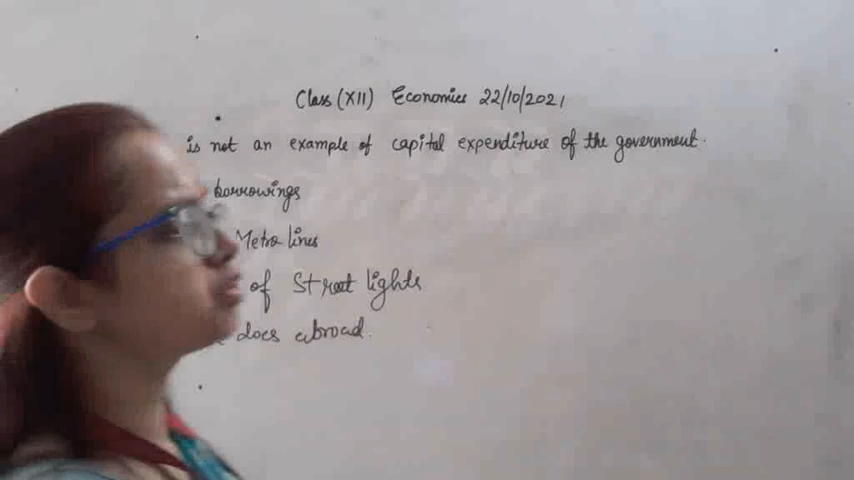 Class (XII) Economics 22/10/2021
is not an example of capital expenditure of the government.
borrowings
Metro lines
of Street lights
does abroad.